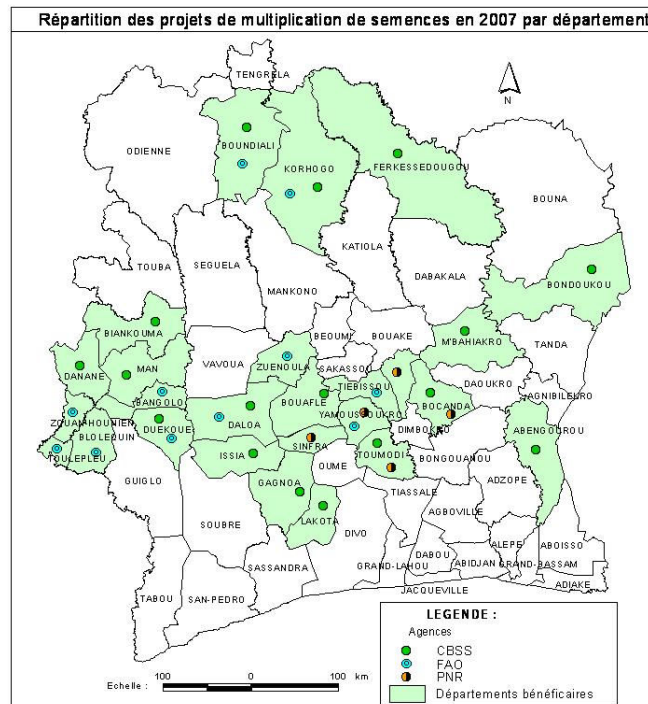 Répartition des projets de multiplication de semences en 2007 par département
TENGRELA
N
ODIENNE
BOUNDIALI
KORHOGO
FERKESSEDOUGOU
BOUNA
KATIOLA
TOUBA
SEGUELA
DABAKALA
MANKONO
BONDOUKOU
BIANKOUMA
BEOUMI
BOUAKE
M'BAHIAKRO
TANDA
DANANE
MAN
VAVOUA
ZUENOULA
SAKASSOU
TIEBISSOU
DAOUKRO
BANGOLO
BOUAFLE
BOCANDA
AGNIBILEKRO
ZOUAN-HOUNIEN
DUEKOUE
DALOA
YAMOUSSOUKRO
DIMBOKRO
ABENGOUROU
BLOLEQUIN
TOULEPLEU
ISSIA
SINFRA
TOUMODI
OUME
BONGOUANOU
GUIGLO
GAGNOA
TIASSALE
ADZOPE
SOUBRE
LAKOTA
AGBOVILLE
DIVO
SASSANDRA
GRAND-LAHOU
DABOU
ABIDJAN
ALEPE
ABOISSO
GRAND-BASSAM
ADIAKE
TABOU
SAN-PEDRO
JACQUEVILLE
LEGENDE :
Agences
CBSS
FAO
PNR
Départements bénéficaires
Echelle :
100 0 100 km